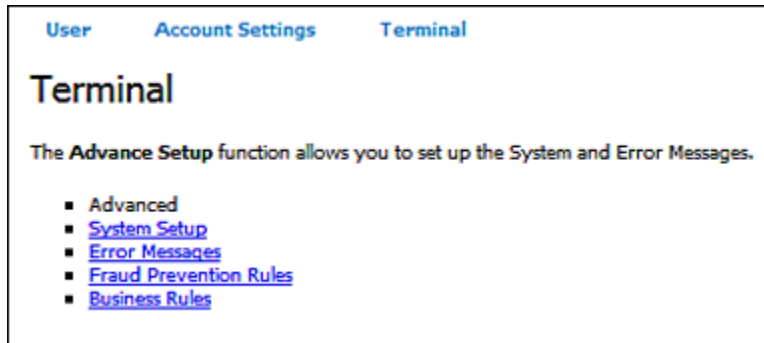 User Account Settings Terminal
Terminal
The Advance Setup function allows you to set up the System and Error Messages.
Advanced
System Setup
Error Messages
Fraud Prevention Rules
Business Rules